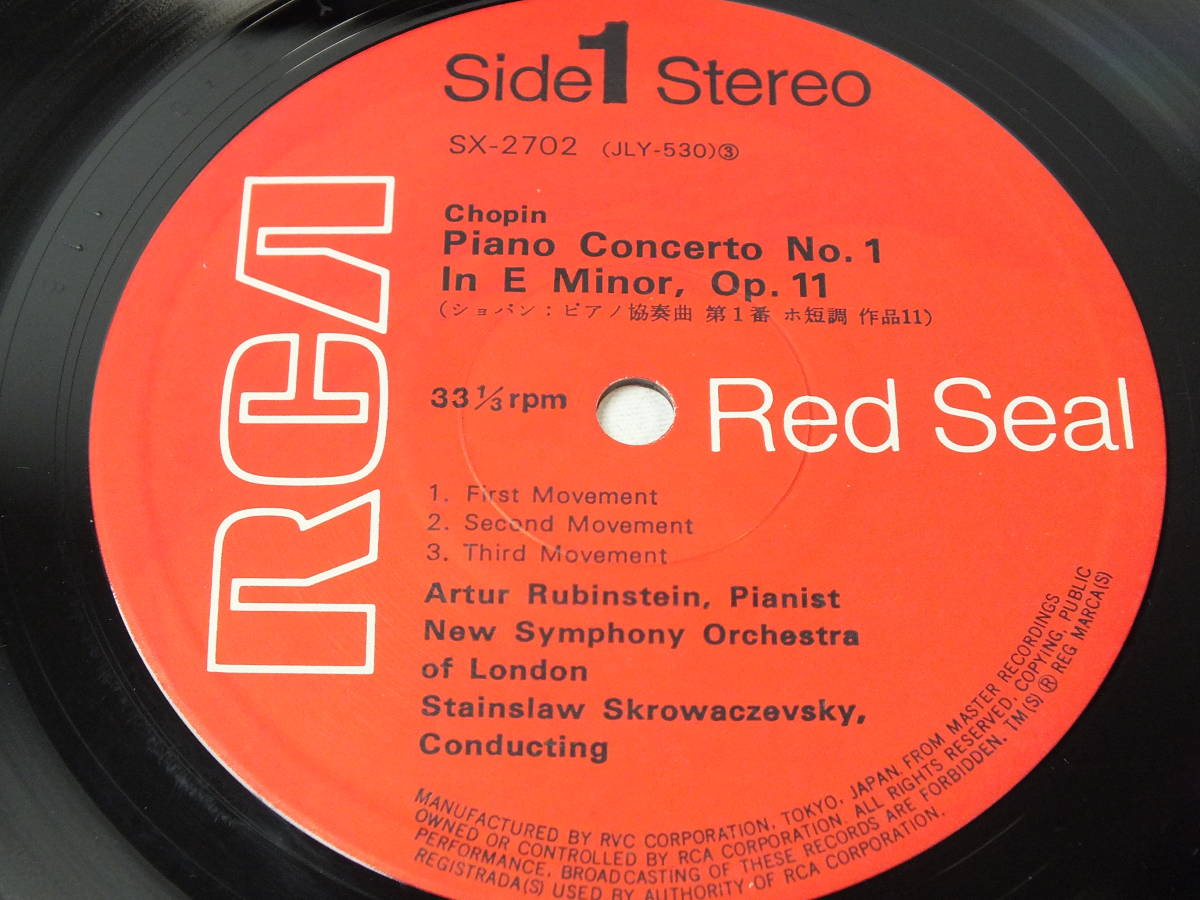 Side 1 Stereo
SX-2702 (JLY-530)③
Chopin
Piano Concerto No. 1
In E Minor, Op. 11
(ショパン：ピアノ協奏曲 第1番 ホ短調 作品11)
RCA
33 1/3 rpm
Red Seal
1. First Movement
2. Second Movement
3. Third Movement
Artur Rubinstein, Pianist
New Symphony Orchestra
of London
Stainslaw Skrowaczevsky,
Conducting
MANUFACTURED BY RVC CORPORATION, TOKYO, JAPAN. FROM MASTER RECORDINGS
OWNED OR CONTROLLED BY RCA CORPORATION. ALL RIGHTS RESERVED, COPYING, PUBLIC
PERFORMANCE, BROADCASTING OF THESE RECORDS ARE FORBIDDEN. TM(S) ® REG MARCA(S)
REGISTRADA(S) USED BY AUTHORITY OF RCA CORPORATION.